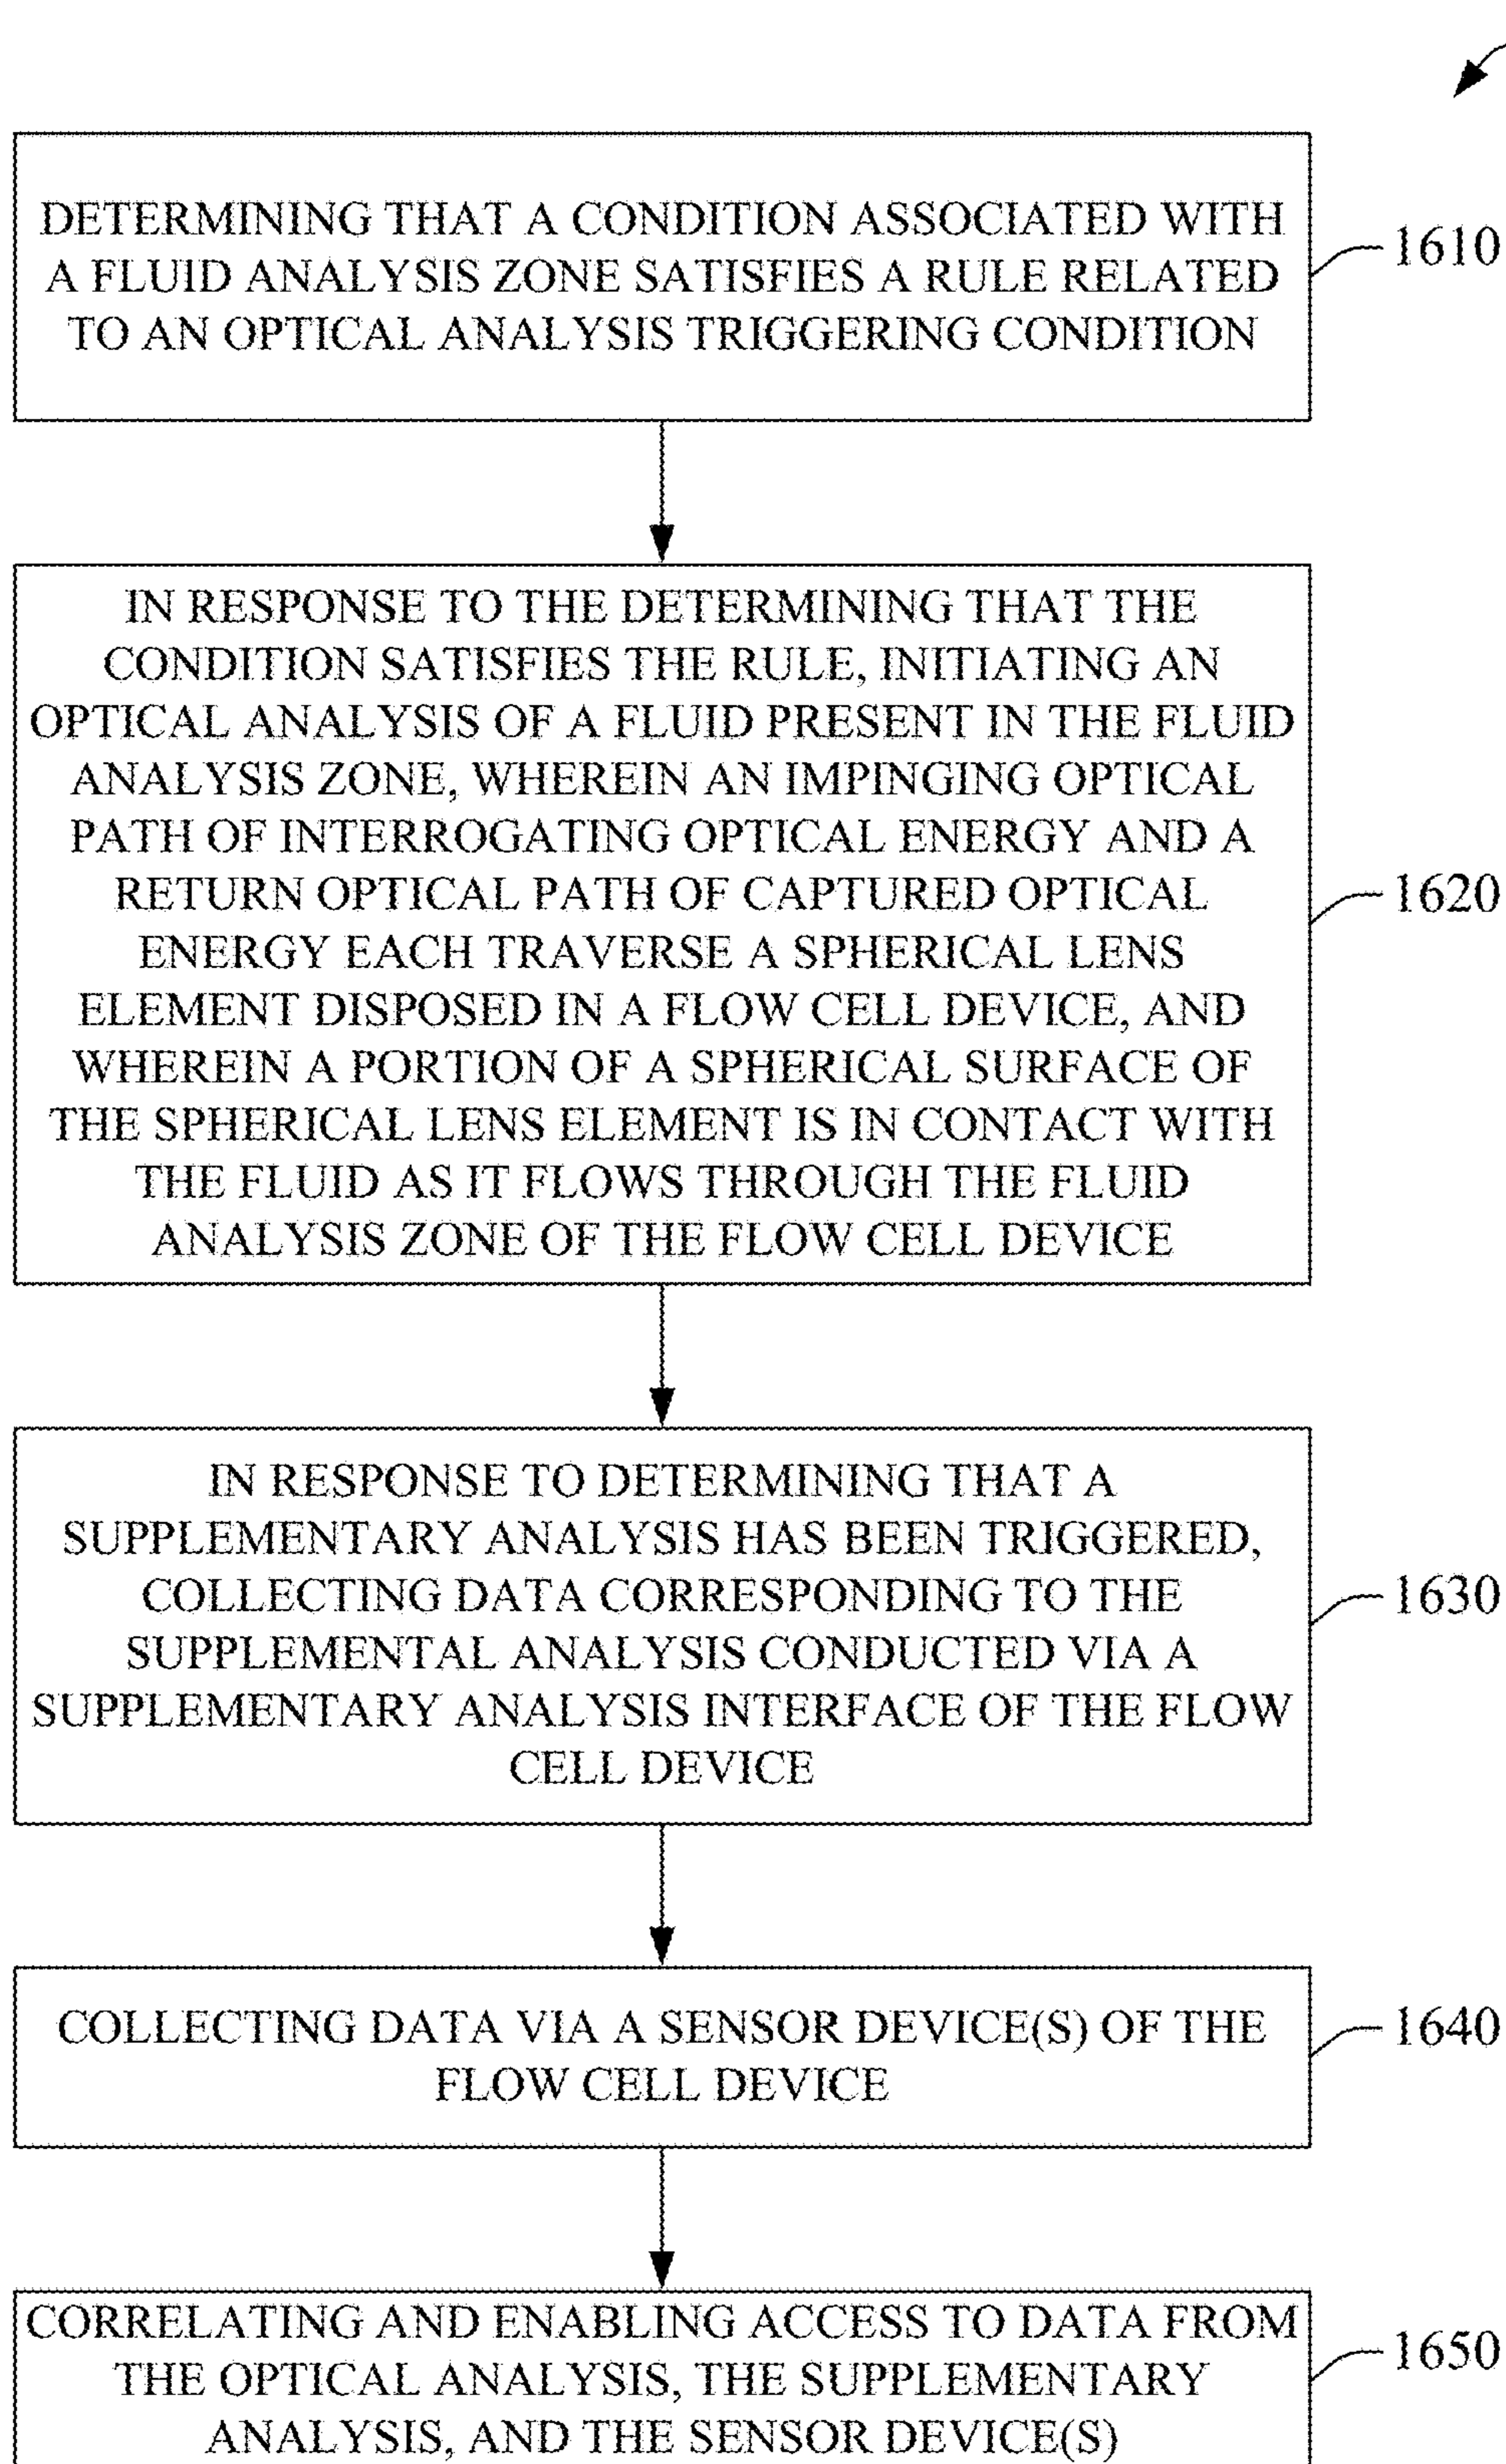 DETERMINING THAT A CONDITION ASSOCIATED WITH
A FLUID ANALYSIS ZONE SATISFIES A RULE RELATED
TO AN OPTICAL ANALYSIS TRIGGERING CONDITION
1610
IN RESPONSE TO THE DETERMINING THAT THE
CONDITION SATISFIES THE RULE, INITIATING AN
OPTICAL ANALYSIS OF A FLUID PRESENT IN THE FLUID
ANALYSIS ZONE, WHEREIN AN IMPINGING OPTICAL
PATH OF INTERROGATING OPTICAL ENERGY AND A
RETURN OPTICAL PATH OF CAPTURED OPTICAL
ENERGY EACH TRAVERSE A SPHERICAL LENS
ELEMENT DISPOSED IN A FLOW CELL DEVICE, AND
WHEREIN A PORTION OF A SPHERICAL SURFACE OF
THE SPHERICAL LENS ELEMENT IS IN CONTACT WITH
THE FLUID AS IT FLOWS THROUGH THE FLUID
ANALYSIS ZONE OF THE FLOW CELL DEVICE
1620
IN RESPONSE TO DETERMINING THAT A
SUPPLEMENTARY ANALYSIS HAS BEEN TRIGGERED,
COLLECTING DATA CORRESPONDING TO THE
SUPPLEMENTAL ANALYSIS CONDUCTED VIA A
SUPPLEMENTARY ANALYSIS INTERFACE OF THE FLOW
CELL DEVICE
1630
COLLECTING DATA VIA A SENSOR DEVICE(S) OF THE
FLOW CELL DEVICE
1640
CORRELATING AND ENABLING ACCESS TO DATA FROM
THE OPTICAL ANALYSIS, THE SUPPLEMENTARY
ANALYSIS, AND THE SENSOR DEVICE(S)
1650